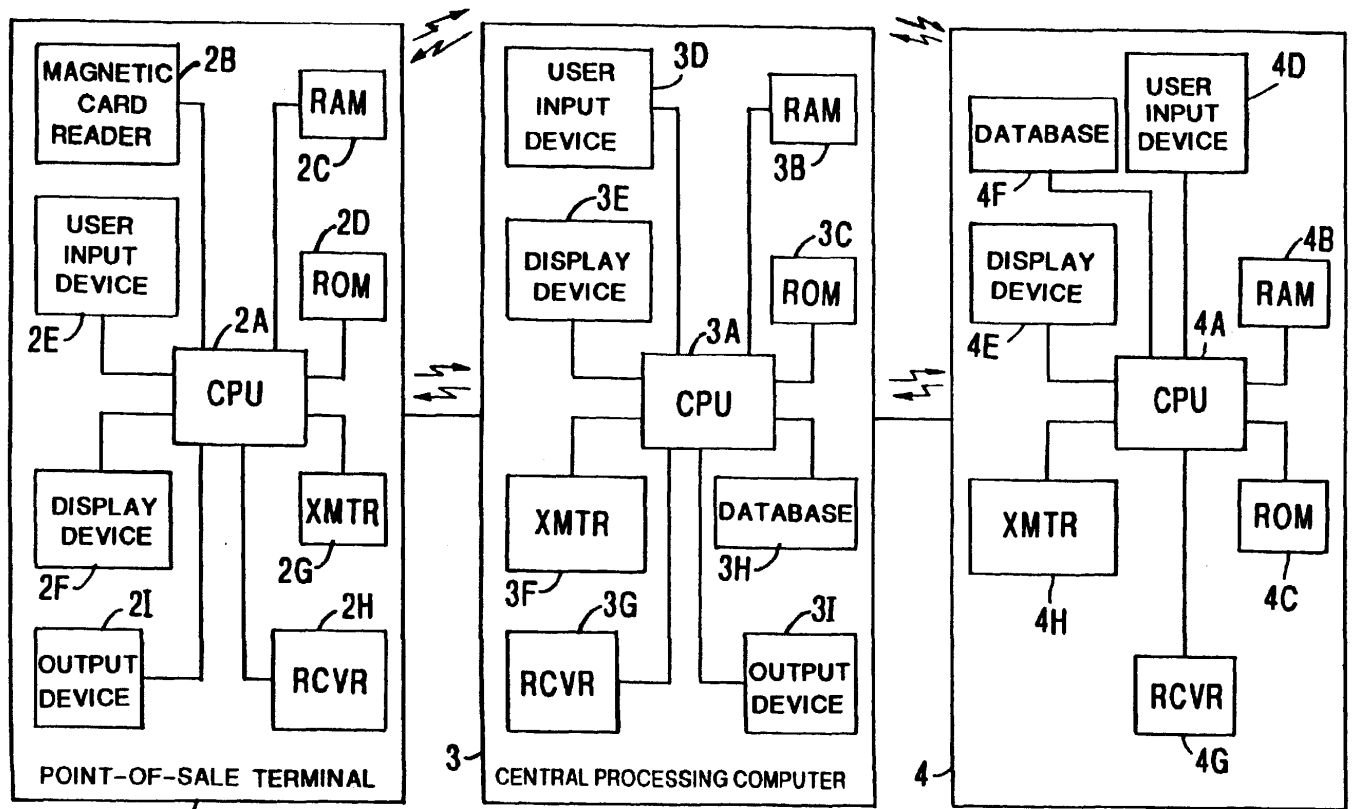 MAGNETIC
CARD
READER
2B
RAM
2C
USER
INPUT
DEVICE
2E
2D
ROM
2A
CPU
DISPLAY
DEVICE
2F
XMTR
2G
2I
OUTPUT
DEVICE
2H
RCVR
POINT-OF-SALE TERMINAL
USER
INPUT
DEVICE
3D
RAM
3B
3E
DISPLAY
DEVICE
3C
ROM
3A
CPU
XMTR
3F
DATABASE
3H
3G
RCVR
3I
OUTPUT
DEVICE
3
CENTRAL PROCESSING COMPUTER
DATABASE
4F
USER
INPUT
DEVICE
4D
DISPLAY
DEVICE
4E
4B
RAM
4A
CPU
XMTR
4H
ROM
4C
RCVR
4G
4